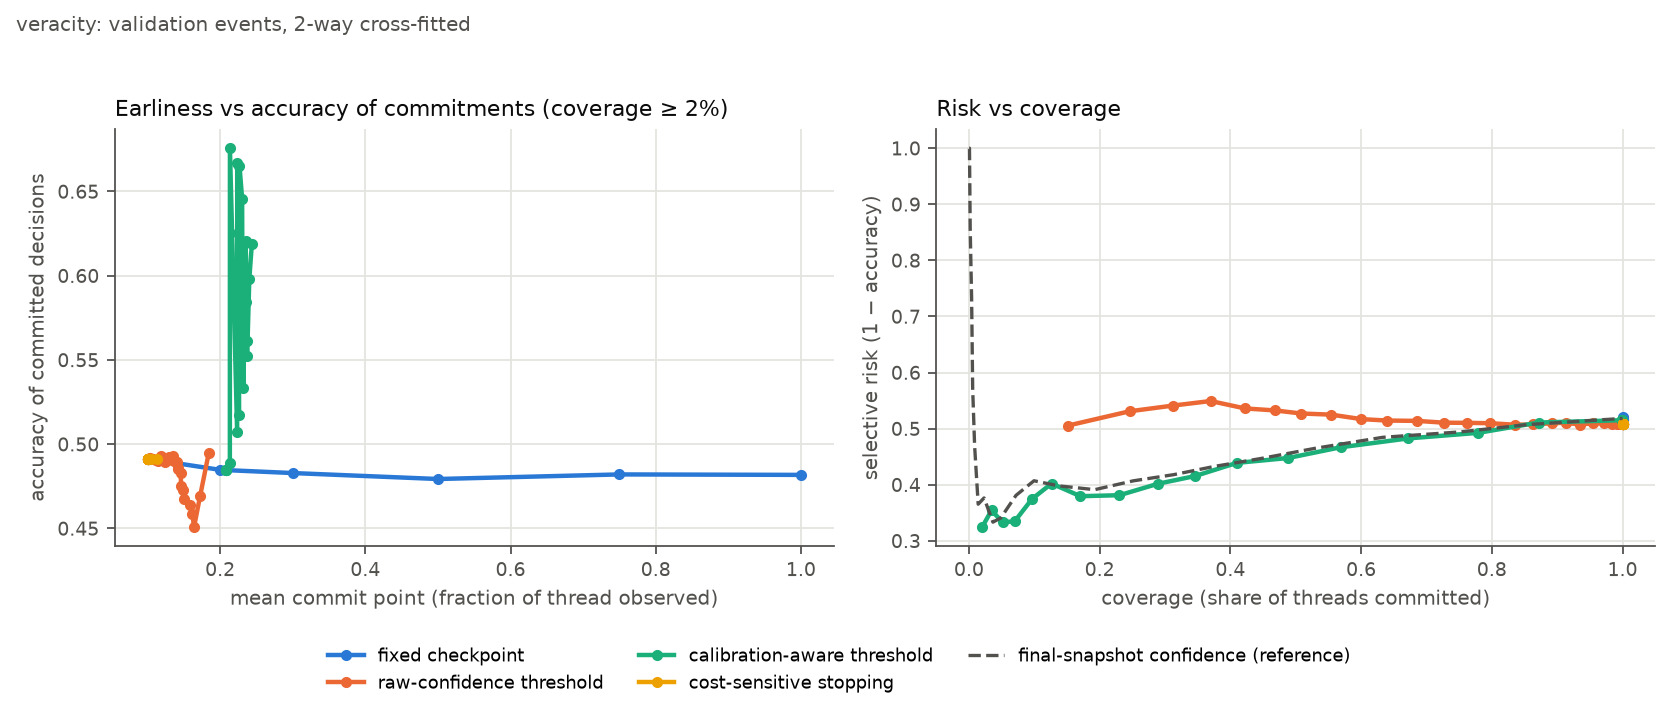 veracity: validation events, 2-way cross-fitted
Earliness vs accuracy of commitments (coverage ≥ 2%)
accuracy of committed decisions
0.65
0.60
0.55
0.50
0.45
0.2 0.4 0.6 0.8 1.0
mean commit point (fraction of thread observed)
Risk vs coverage
selective risk (1 − accuracy)
1.0
0.9
0.8
0.7
0.6
0.5
0.4
0.3
0.0 0.2 0.4 0.6 0.8 1.0
coverage (share of threads committed)
fixed checkpoint
raw-confidence threshold
calibration-aware threshold
cost-sensitive stopping
final-snapshot confidence (reference)